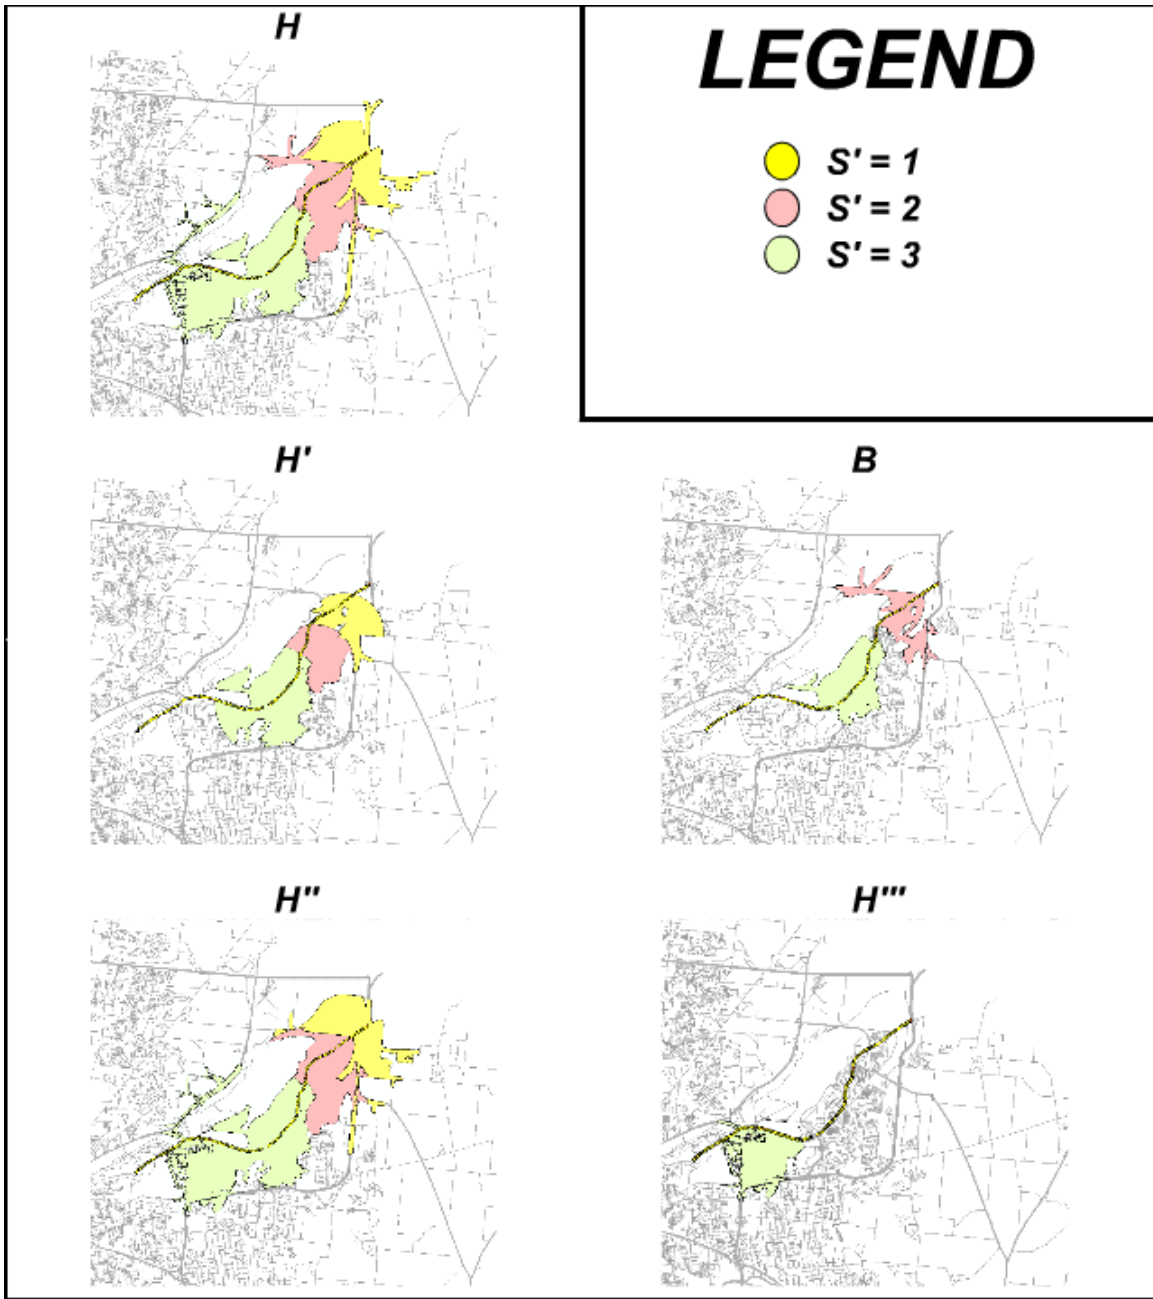 H
LEGEND
S' = 1
S' = 2
S' = 3
H'
B
H"
H'"